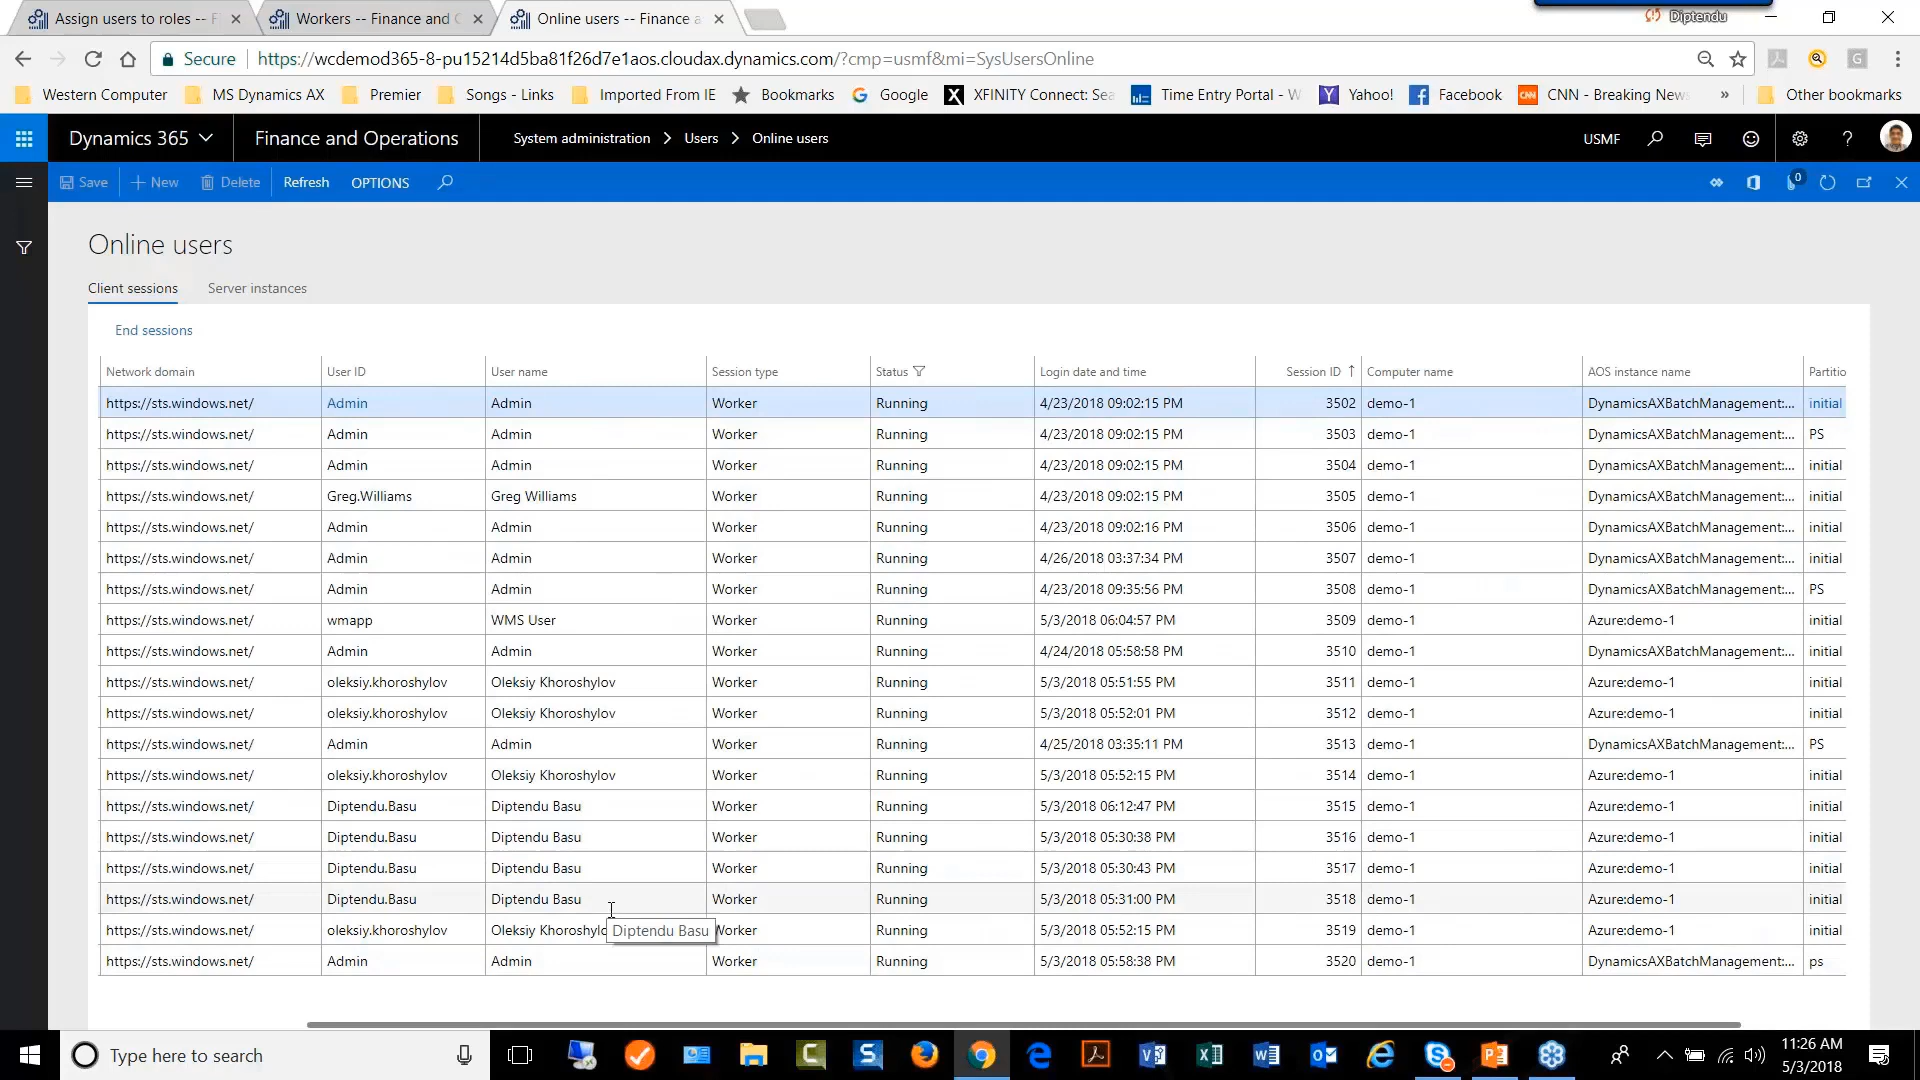 Assign users to roles -- F
Workers -- Finance and
Online users -- Finance a
Diptendu
Secure https://wcdemod365-8-pu15214d5ba81f26d7e1aos.cloudax.dynamics.com/?cmp=usmf&mi=SysUsersOnline
Western Computer MS Dynamics AX Premier Songs - Links Imported From IE Bookmarks Google XFINITY Connect: Sea Time Entry Portal - W Yahoo! Facebook CNN - Breaking New » Other bookmarks
Dynamics 365 Finance and Operations System administration > Users > Online users USMF ?
Save + New Delete Refresh OPTIONS 0
Online users
Client sessions Server instances
End sessions
Network domain User ID User name Session type Status Login date and time Session ID ↑ Computer name AOS instance name Partitio
https://sts.windows.net/ Admin Admin Worker Running 4/23/2018 09:02:15 PM 3502 demo-1 DynamicsAXBatchManagement:... initial
https://sts.windows.net/ Admin Admin Worker Running 4/23/2018 09:02:15 PM 3503 demo-1 DynamicsAXBatchManagement:... PS
https://sts.windows.net/ Admin Admin Worker Running 4/23/2018 09:02:15 PM 3504 demo-1 DynamicsAXBatchManagement:... initial
https://sts.windows.net/ Greg.Williams Greg Williams Worker Running 4/23/2018 09:02:15 PM 3505 demo-1 DynamicsAXBatchManagement:... initial
https://sts.windows.net/ Admin Admin Worker Running 4/23/2018 09:02:16 PM 3506 demo-1 DynamicsAXBatchManagement:... initial
https://sts.windows.net/ Admin Admin Worker Running 4/26/2018 03:37:34 PM 3507 demo-1 DynamicsAXBatchManagement:... initial
https://sts.windows.net/ Admin Admin Worker Running 4/23/2018 09:35:56 PM 3508 demo-1 DynamicsAXBatchManagement:... PS
https://sts.windows.net/ wmapp WMS User Worker Running 5/3/2018 06:04:57 PM 3509 demo-1 Azure:demo-1 initial
https://sts.windows.net/ Admin Admin Worker Running 4/24/2018 05:58:58 PM 3510 demo-1 DynamicsAXBatchManagement:... initial
https://sts.windows.net/ oleksiy.khoroshylov Oleksiy Khoroshylov Worker Running 5/3/2018 05:51:55 PM 3511 demo-1 Azure:demo-1 initial
https://sts.windows.net/ oleksiy.khoroshylov Oleksiy Khoroshylov Worker Running 5/3/2018 05:52:01 PM 3512 demo-1 Azure:demo-1 initial
https://sts.windows.net/ Admin Admin Worker Running 4/25/2018 03:35:11 PM 3513 demo-1 DynamicsAXBatchManagement:... PS
https://sts.windows.net/ oleksiy.khoroshylov Oleksiy Khoroshylov Worker Running 5/3/2018 05:52:15 PM 3514 demo-1 Azure:demo-1 initial
https://sts.windows.net/ Diptendu.Basu Diptendu Basu Worker Running 5/3/2018 06:12:47 PM 3515 demo-1 Azure:demo-1 initial
https://sts.windows.net/ Diptendu.Basu Diptendu Basu Worker Running 5/3/2018 05:30:38 PM 3516 demo-1 Azure:demo-1 initial
https://sts.windows.net/ Diptendu.Basu Diptendu Basu Worker Running 5/3/2018 05:30:43 PM 3517 demo-1 Azure:demo-1 initial
https://sts.windows.net/ Diptendu.Basu Diptendu Basu Worker Running 5/3/2018 05:31:00 PM 3518 demo-1 Azure:demo-1 initial
https://sts.windows.net/ oleksiy.khoroshylov Oleksiy Khoroshylo Diptendu Basu Worker Running 5/3/2018 05:52:15 PM 3519 demo-1 Azure:demo-1 initial
https://sts.windows.net/ Admin Admin Worker Running 5/3/2018 05:58:38 PM 3520 demo-1 DynamicsAXBatchManagement:... ps
Type here to search
11:26 AM
5/3/2018